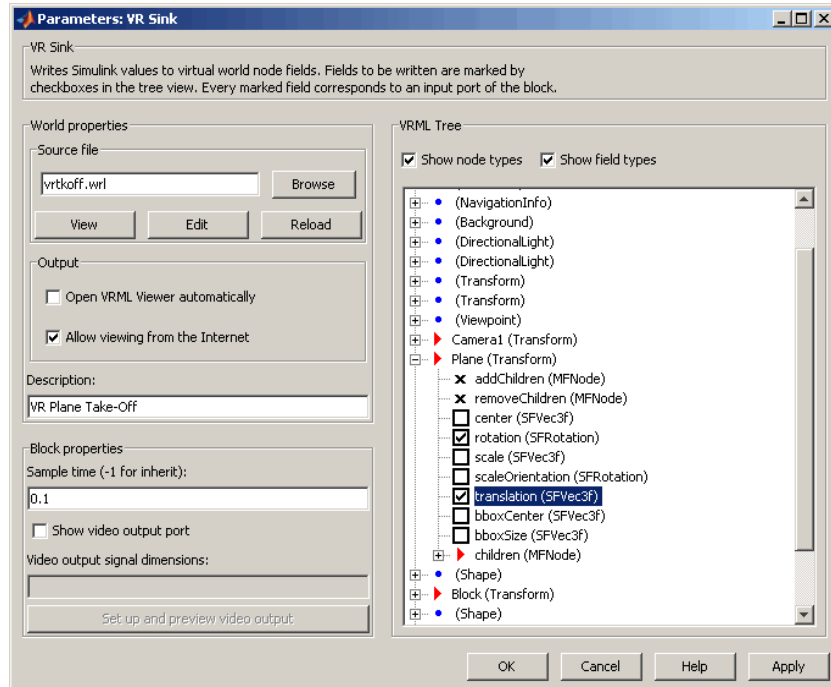 Parameters: VR Sink
VR Sink
Writes Simulink values to virtual world node fields. Fields to be written are marked by
checkboxes in the tree view. Every marked field corresponds to an input port of the block.
World properties
Source file
vrtkoff.wrl
Browse
View
Edit
Reload
Output
Open VRML Viewer automatically
Allow viewing from the Internet
Description:
VR Plane Take-Off
Block properties
Sample time (-1 for inherit):
0.1
Show video output port
Video output signal dimensions:
Set up and preview video output
VRML Tree
Show node types
Show field types
(NavigationInfo)
(Background)
(DirectionalLight)
(DirectionalLight)
(Transform)
(Transform)
(Viewpoint)
Camera1 (Transform)
Plane (Transform)
addChildren (MFNode)
removeChildren (MFNode)
center (SFVec3f)
rotation (SFRotation)
scale (SFVec3f)
scaleOrientation (SFRotation)
translation (SFVec3f)
bboxCenter (SFVec3f)
bboxSize (SFVec3f)
children (MFNode)
(Shape)
Block (Transform)
(Shape)
OK
Cancel
Help
Apply